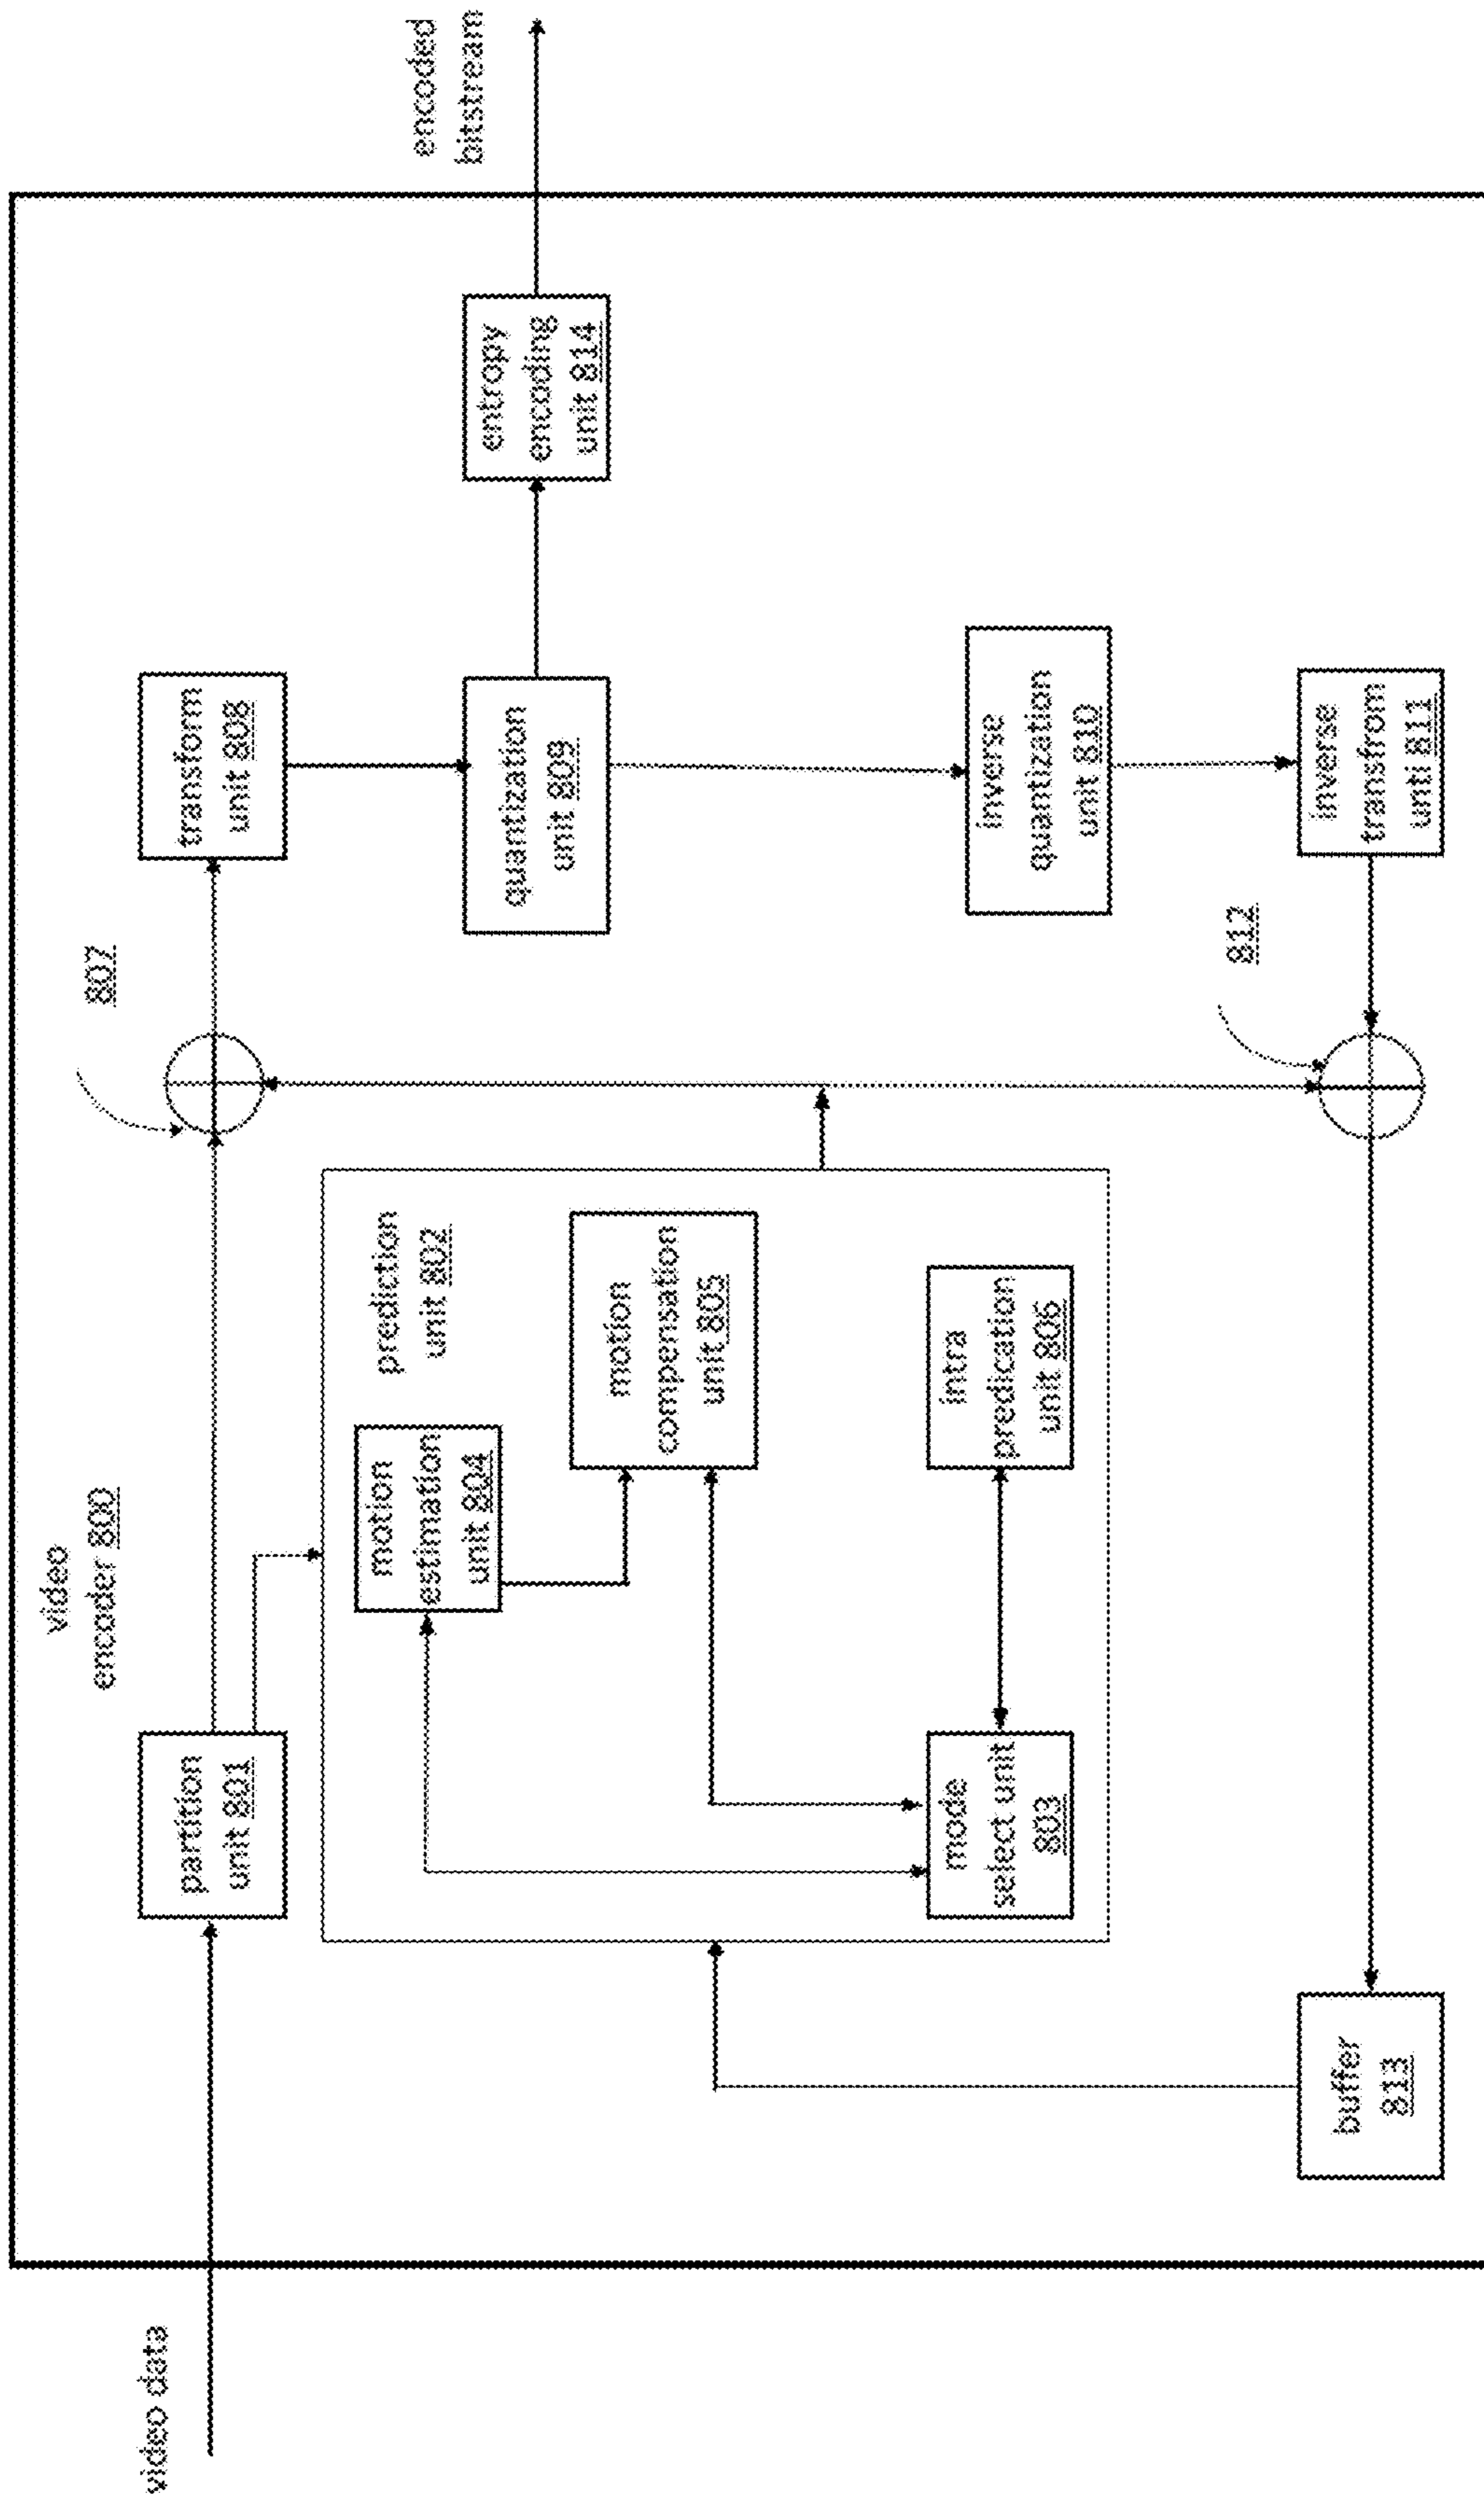 video
encoder 800
video data
partition
unit 801
807
transform
unit 808
encoded
bitstream
prediction
unit 802
motion
estimation
unit 804
motion
compensation
unit 805
quantization
unit 809
entropy
encoding
unit 814
mode
select unit
803
intra
predication
unit 806
inverse
quantization
unit 810
812
buffer
813
inverse
transfrom
unti 811